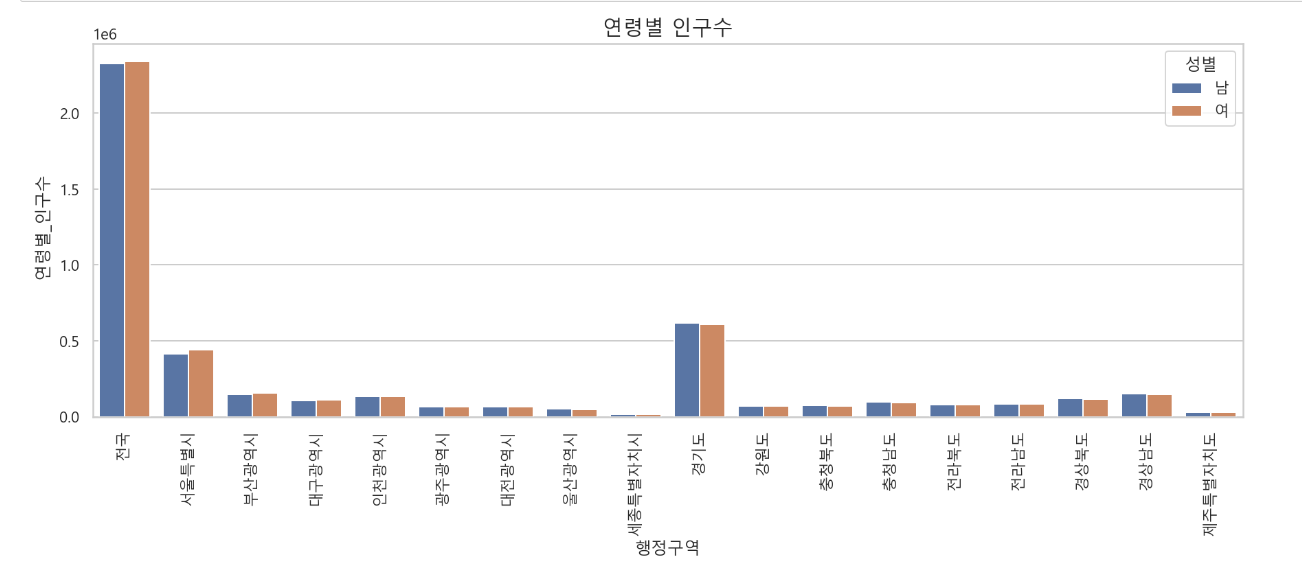 연령별 인구수
1e6
성별
남
여
2.0
1.5
1.0
0.5
0.0
연령별_인구수
전국
서울특별시
부산광역시
대구광역시
인천광역시
광주광역시
대전광역시
울산광역시
세종특별자치시
경기도
강원도
충청북도
충청남도
전라북도
전라남도
경상북도
경상남도
제주특별자치도
행정구역